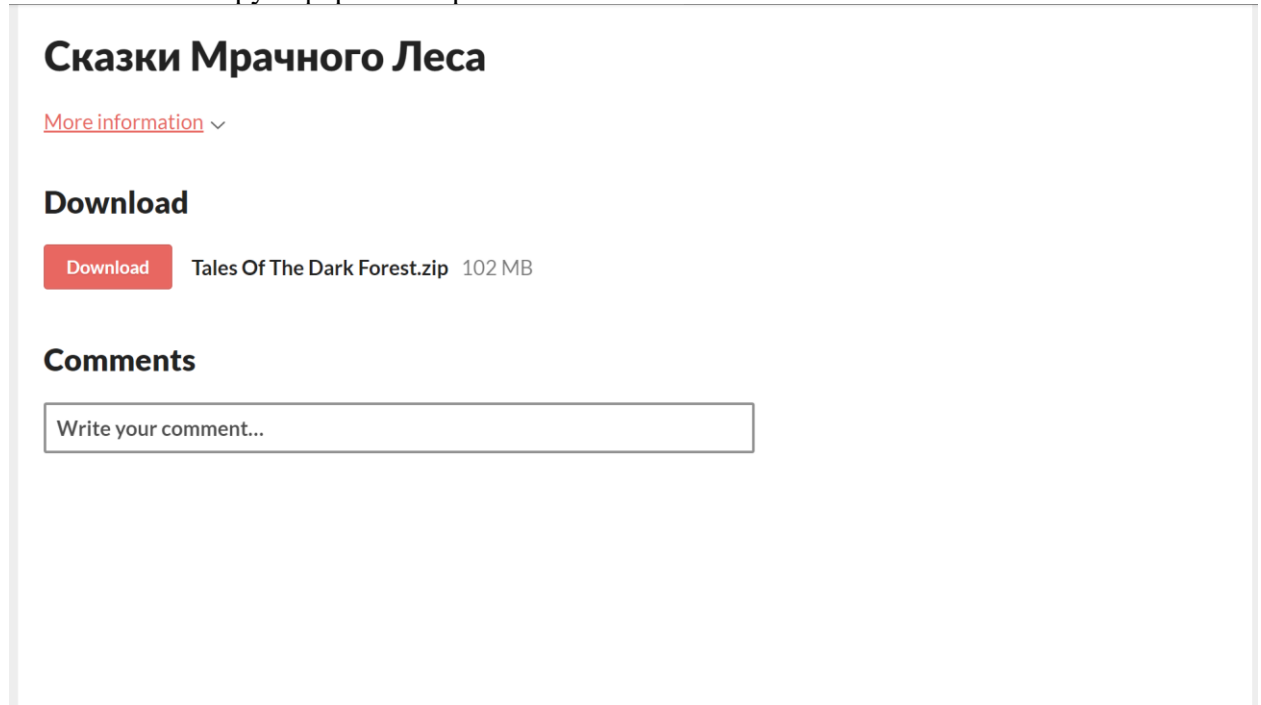 Сказки Мрачного Леса
More information
Download
Download Tales Of The Dark Forest.zip 102 MB
Comments
Write your comment...